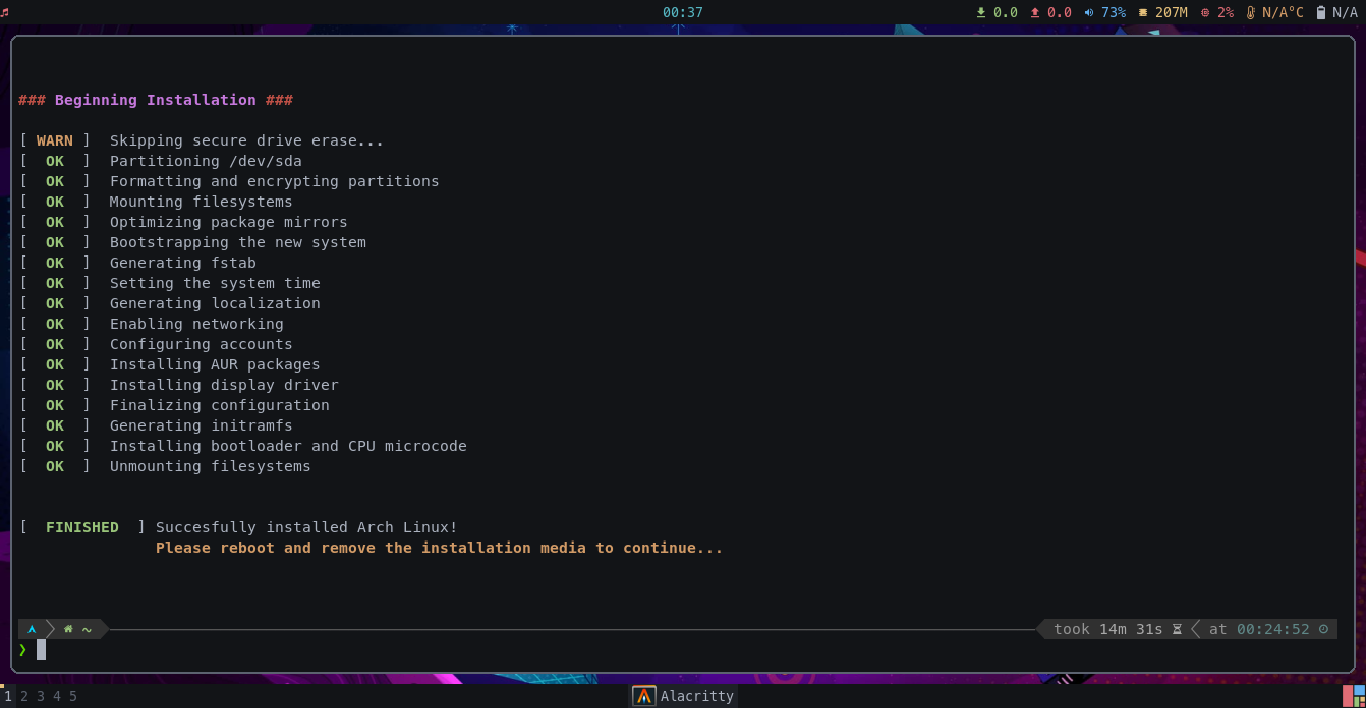 00:37 0.0 0.0 73% 207M 2% N/A°C N/A
### Beginning Installation ###
[ WARN ] Skipping secure drive erase...
[ OK ] Partitioning /dev/sda
[ OK ] Formatting and encrypting partitions
[ OK ] Mounting filesystems
[ OK ] Optimizing package mirrors
[ OK ] Bootstrapping the new system
[ OK ] Generating fstab
[ OK ] Setting the system time
[ OK ] Generating localization
[ OK ] Enabling networking
[ OK ] Configuring accounts
[ OK ] Installing AUR packages
[ OK ] Installing display driver
[ OK ] Finalizing configuration
[ OK ] Generating initramfs
[ OK ] Installing bootloader and CPU microcode
[ OK ] Unmounting filesystems
[ FINISHED ] Succesfully installed Arch Linux!
Please reboot and remove the installation media to continue...
~ took 14m 31s at 00:24:52
❯
1 2 3 4 5 Alacritty